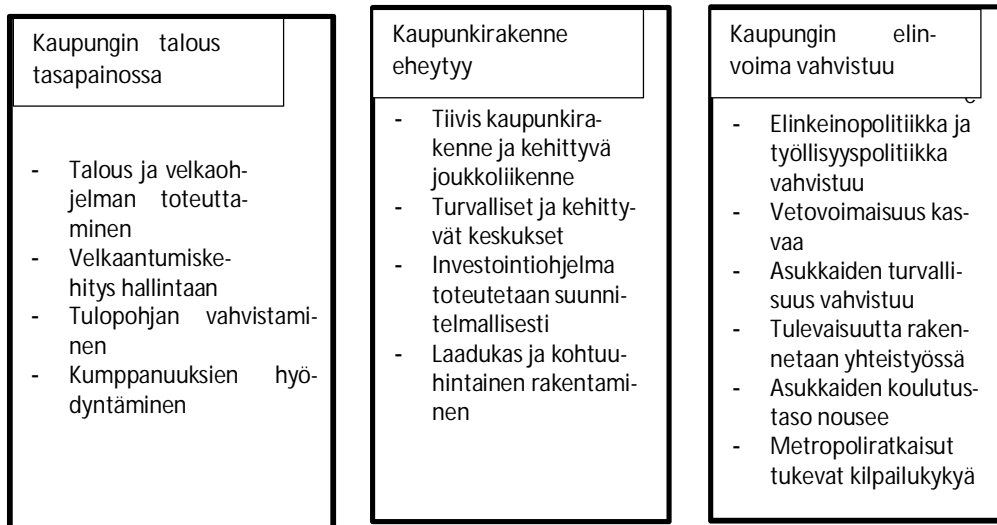 Kaupungin talous
tasapainossa
- Talous ja velkaoh-
jelman toteutta-
minen
- Velkaantumiske-
hitys hallintaan
- Tulopohjan vahvistami-
nen
- Kumppanuuksien hyö-
dyntäminen
Kaupunkirakenne
eheytyy
- Tiivis kaupunkira-
kenne ja kehittyvä
joukkoliikenne
- Turvalliset ja kehitty-
vät keskukset
- Investointiohjelma
toteutetaan suunni-
telmallisesti
- Laadukas ja kohtuu-
hintainen rakentami-
nen
Kaupungin elin-
voima vahvistuu
- Elinkeinopolitiikka ja
työllisyyspolitiikka
vahvistuu
- Vetovoimaisuus kas-
vaa
- Asukkaiden turvalli-
suus vahvistuu
- Tulevaisuutta raken-
netaan yhteistyössä
- Asukkaiden koulutus-
taso nousee
- Metropoliratkaisut
tukevat kilpailukykyä